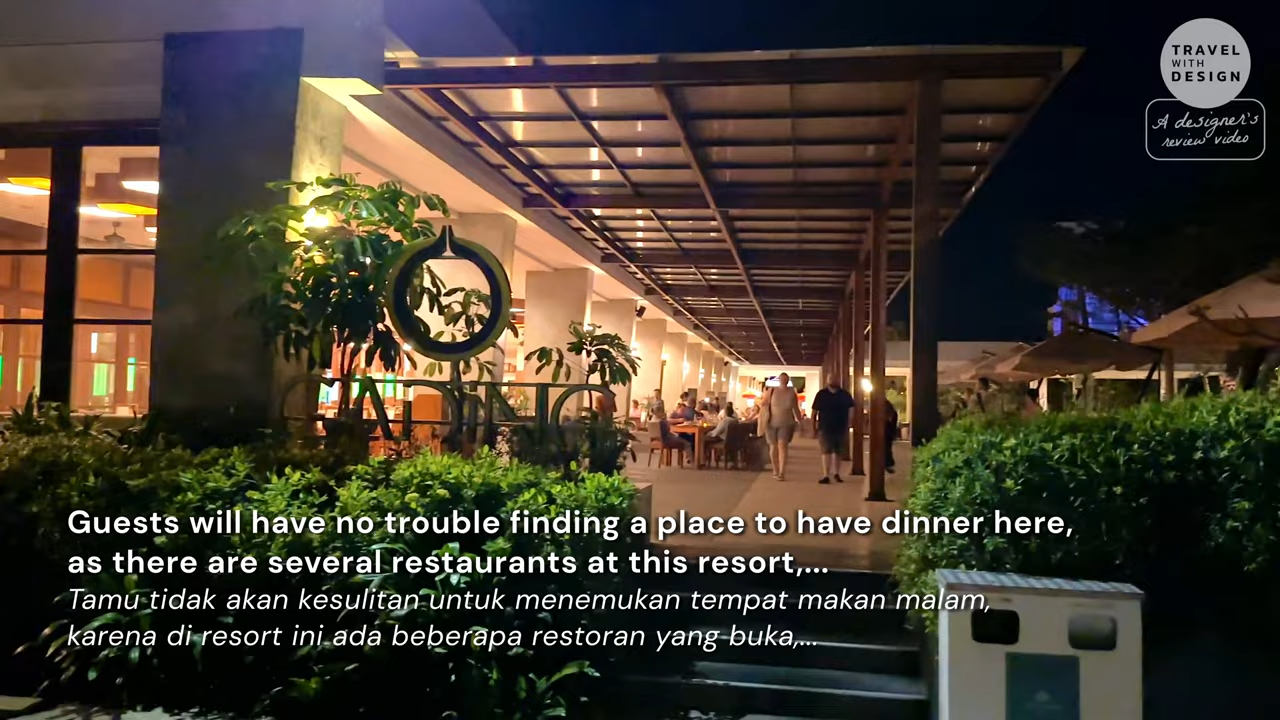 TRAVEL
WITH
DESIGN
A designer's
review video
Guests will have no trouble finding a place to have dinner here,
as there are several restaurants at this resort,...
Tamu tidak akan kesulitan untuk menemukan tempat makan malam,
karena di resort ini ada beberapa restoran yang buka,...